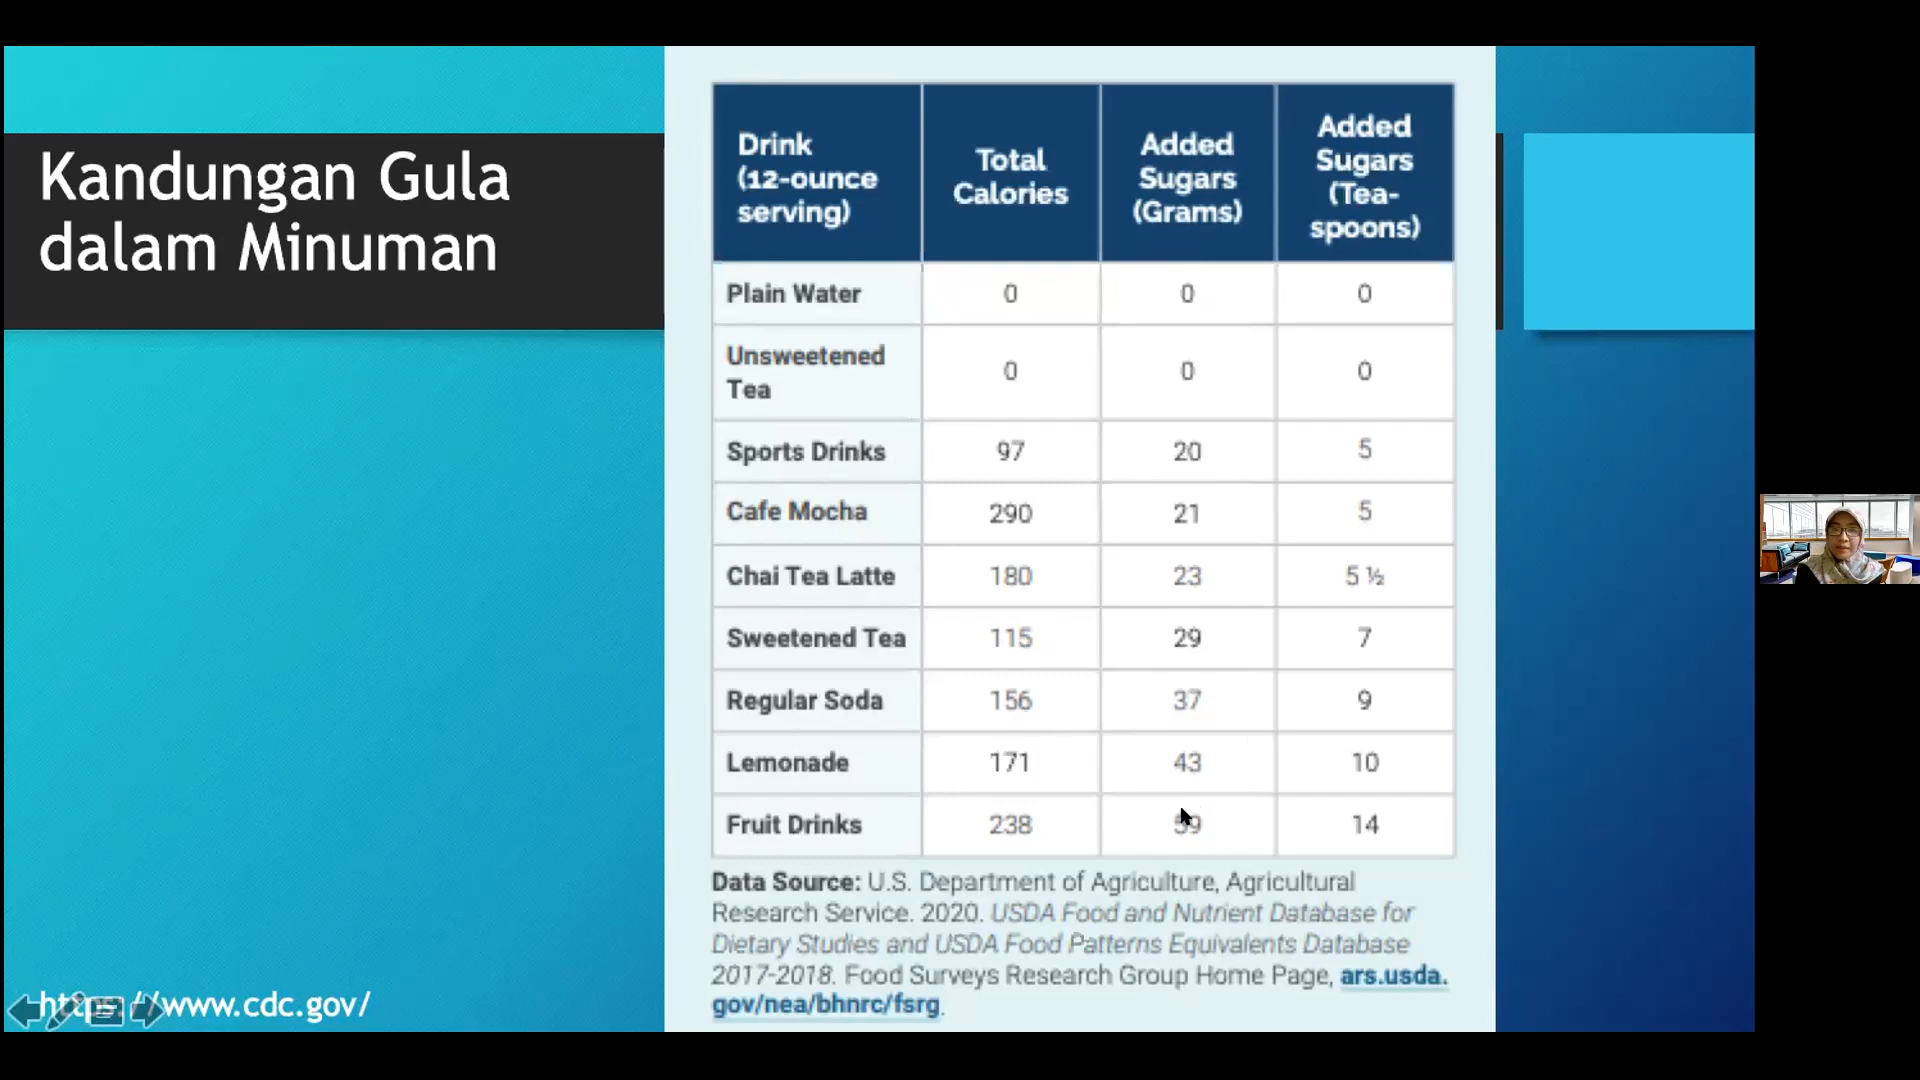 Kandungan Gula
dalam Minuman
Drink
(12-ounce
serving)
Total
Calories
Added
Sugars
(Grams)
Added
Sugars
(Tea-
spoons)
Plain Water 0 0 0
Unsweetened
Tea
0 0 0
Sports Drinks 97 20 5
Cafe Mocha 290 21 5
Chai Tea Latte 180 23 5 ½
Sweetened Tea 115 29 7
Regular Soda 156 37 9
Lemonade 171 43 10
Fruit Drinks 238 59 14
Data Source: U.S. Department of Agriculture, Agricultural
Research Service. 2020. USDA Food and Nutrient Database for
Dietary Studies and USDA Food Patterns Equivalents Database
2017-2018. Food Surveys Research Group Home Page, ars.usda.
gov/nea/bhnrc/fsrg.
https://www.cdc.gov/